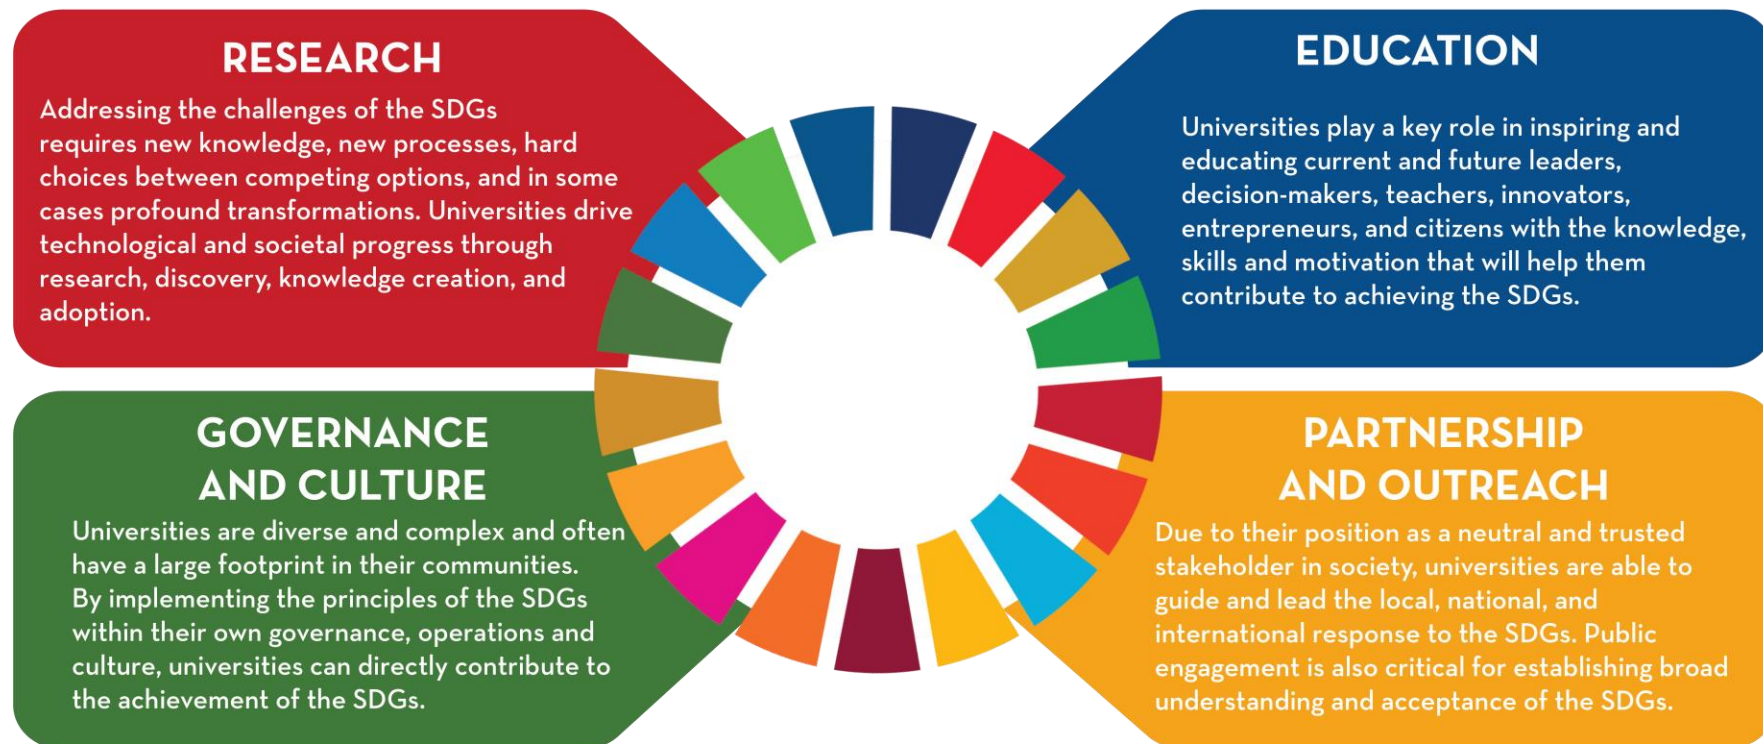 RESEARCH
Addressing the challenges of the SDGs
requires new knowledge, new processes, hard
choices between competing options, and in some
cases profound transformations. Universities drive
technological and societal progress through
research, discovery, knowledge creation, and
adoption.
EDUCATION
Universities play a key role in inspiring and
educating current and future leaders,
decision-makers, teachers, innovators,
entrepreneurs, and citizens with the knowledge,
skills and motivation that will help them
contribute to achieving the SDGs.
GOVERNANCE
AND CULTURE
Universities are diverse and complex and often
have a large footprint in their communities.
By implementing the principles of the SDGs
within their own governance, operations and
culture, universities can directly contribute to
the achievement of the SDGs.
PARTNERSHIP
AND OUTREACH
Due to their position as a neutral and trusted
stakeholder in society, universities are able to
guide and lead the local, national, and
international response to the SDGs. Public
engagement is also critical for establishing broad
understanding and acceptance of the SDGs.